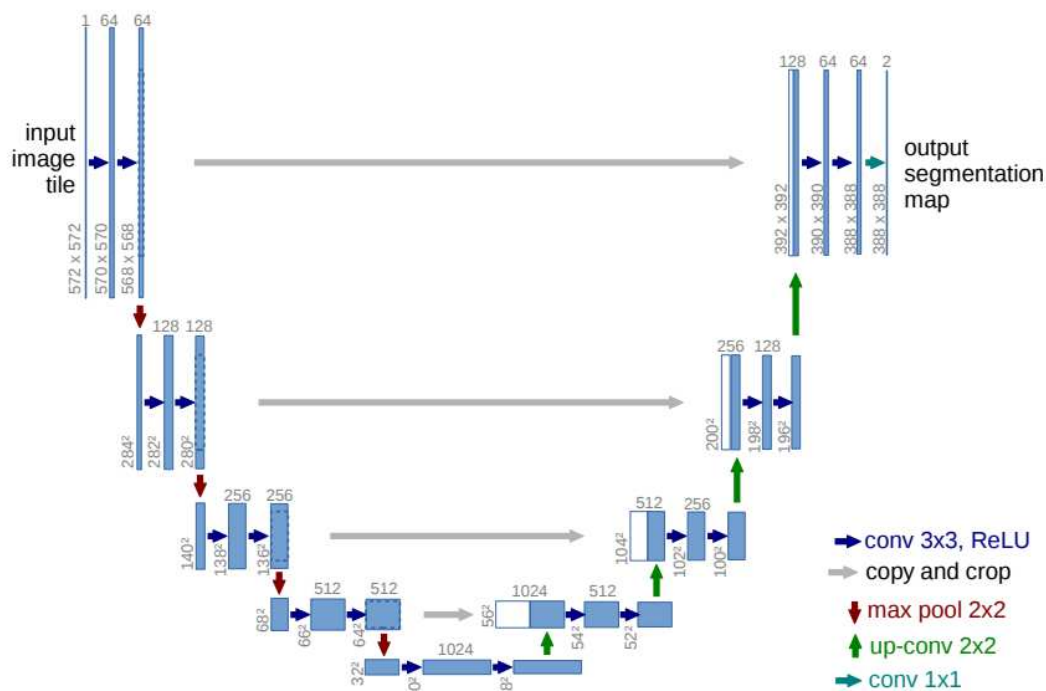 1 64 64
input
image
tile
572 x 572
570 x 570
568 x 568
128 64 64 2
output
segmentation
map
392 x 392
390 x 390
388 x 388
388 x 388
128 128
284²
282²
280²
256 128
200²
198²
196²
256 256
140²
138²
136²
512 256
104²
102²
100²
512 512
68²
66²
64²
1024 512
56²
54²
52²
1024
32²
0²
8²
conv 3x3, ReLU
copy and crop
max pool 2x2
up-conv 2x2
conv 1x1